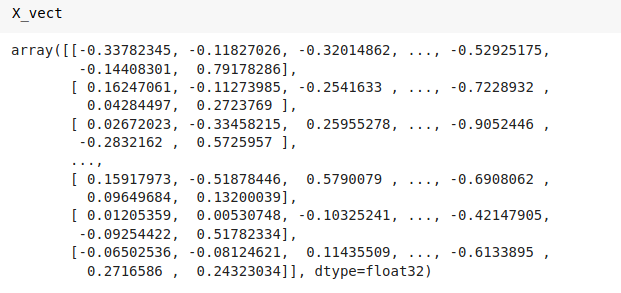 X_vect
array([[-0.33782345, -0.11827026, -0.32014862, ..., -0.52925175,
        -0.14408301,  0.79178286],
       [ 0.16247061, -0.11273985, -0.2541633 , ..., -0.7228932 ,
         0.04284497,  0.2723769 ],
       [ 0.02672023, -0.33458215,  0.25955278, ..., -0.9052446 ,
        -0.2832162 ,  0.5725957 ],
       ...,
       [ 0.15917973, -0.51878446,  0.5790079 , ..., -0.6908062 ,
         0.09649684,  0.13200039],
       [ 0.01205359,  0.00530748, -0.10325241, ..., -0.42147905,
        -0.09254422,  0.51782334],
       [-0.06502536, -0.08124621,  0.11435509, ..., -0.6133895 ,
         0.2716586 ,  0.24323034]], dtype=float32)